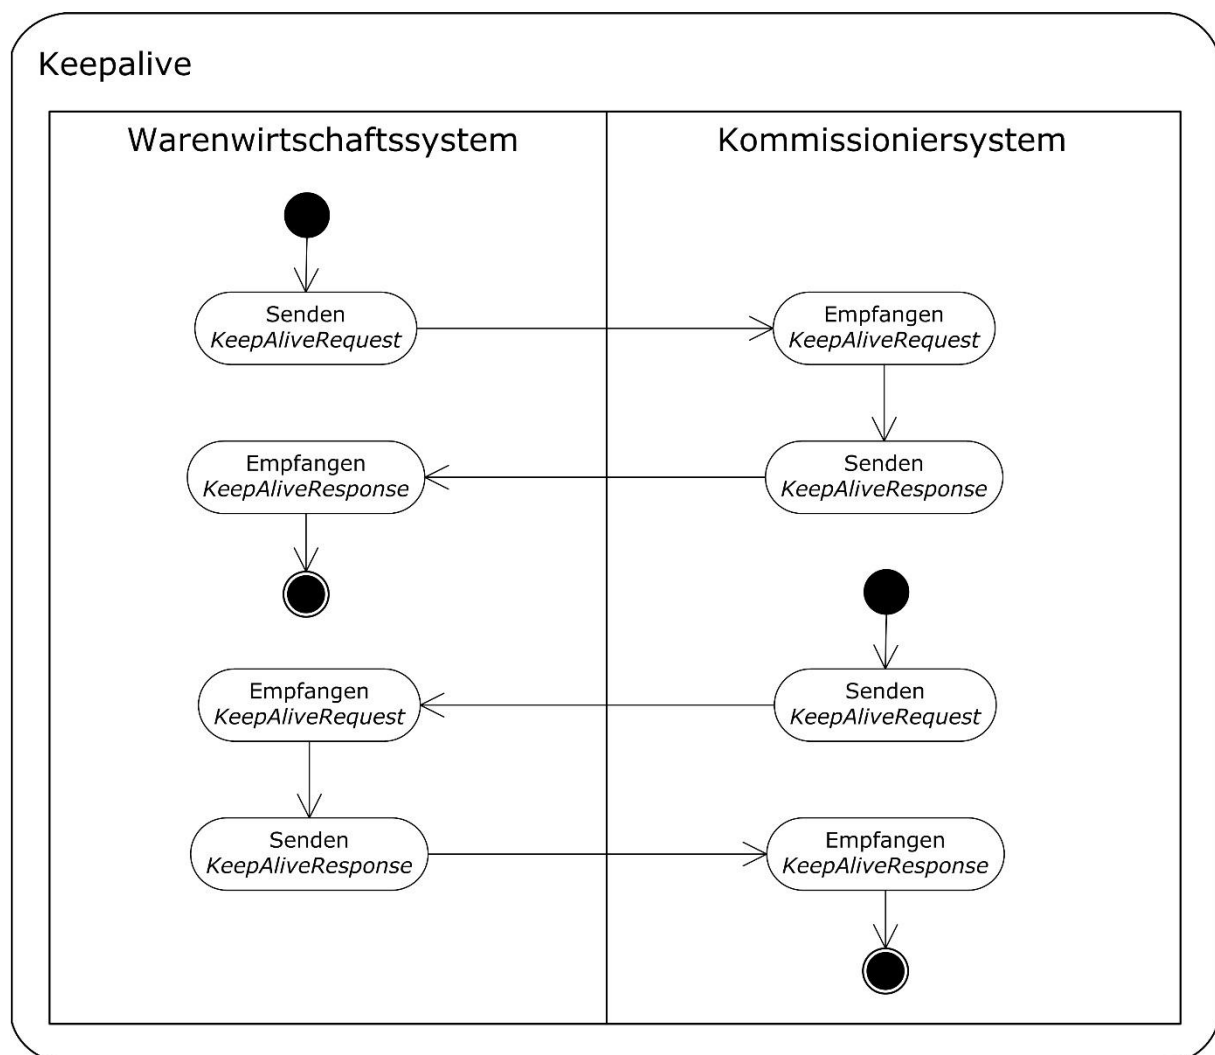 Keepalive
Warenwirtschaftssystem
Kommissioniersystem
Senden
KeepAliveRequest
Empfangen
KeepAliveRequest
Empfangen
KeepAliveResponse
Senden
KeepAliveResponse
Empfangen
KeepAliveRequest
Senden
KeepAliveRequest
Senden
KeepAliveResponse
Empfangen
KeepAliveResponse